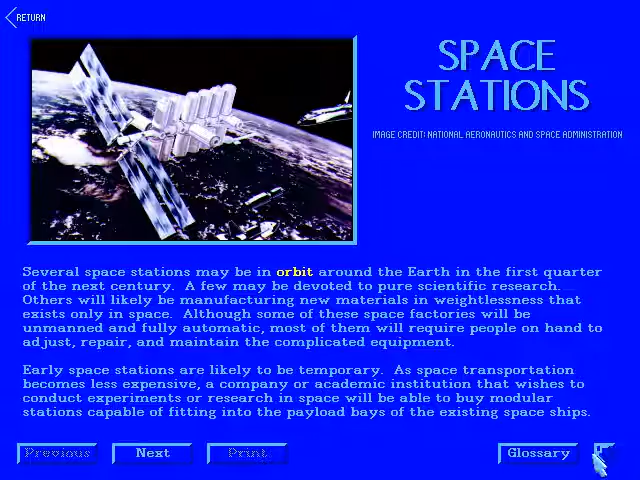 RETURN
SPACE
STATIONS
IMAGE CREDIT: NATIONAL AERONAUTICS AND SPACE ADMINISTRATION
Several space stations may be in orbit around the Earth in the first quarter
of the next century. A few may be devoted to pure scientific research.
Others will likely be manufacturing new materials in weightlessness that
exists only in space. Although some of these space factories will be
unmanned and fully automatic, most of them will require people on hand to
adjust, repair, and maintain the complicated equipment.
Early space stations are likely to be temporary. As space transportation
becomes less expensive, a company or academic institution that wishes to
conduct experiments or research in space will be able to buy modular
stations capable of fitting into the payload bays of the existing space ships.
Previous Next Print Glossary